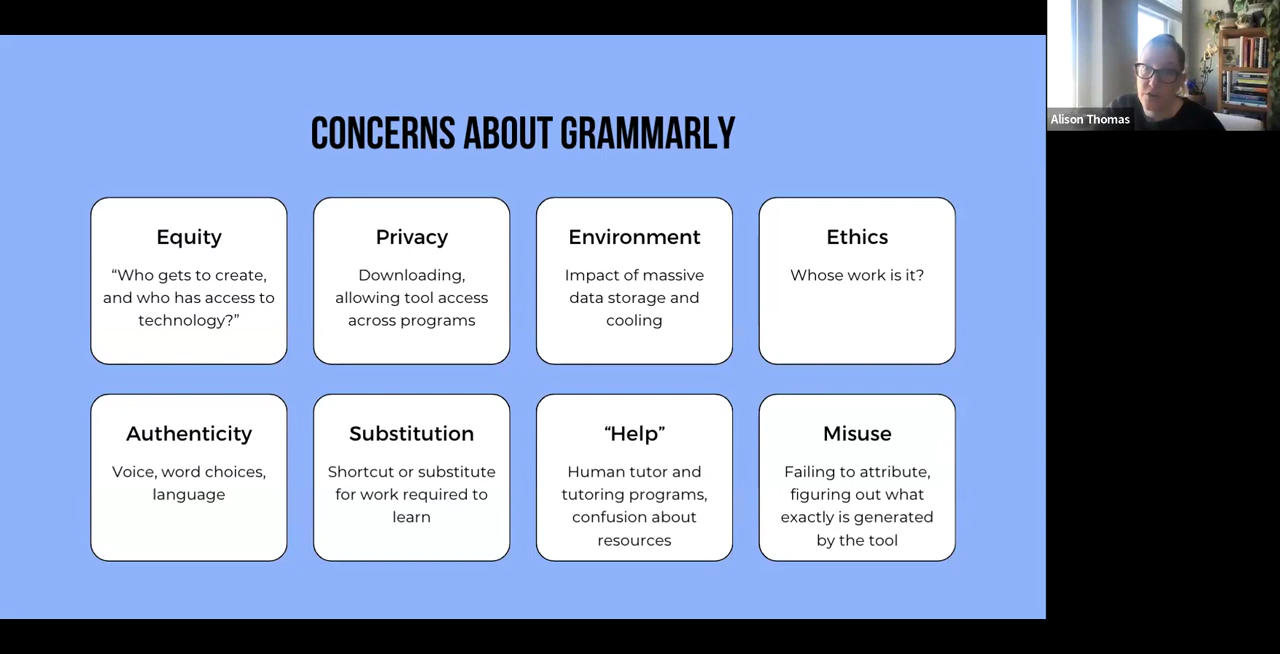 CONCERNS ABOUT GRAMMARLY
Equity
“Who gets to create,
and who has access to
technology?”
Privacy
Downloading,
allowing tool access
across programs
Environment
Impact of massive
data storage and
cooling
Ethics
Whose work is it?
Authenticity
Voice, word choices,
language
Substitution
Shortcut or substitute
for work required to
learn
“Help”
Human tutor and
tutoring programs,
confusion about
resources
Misuse
Failing to attribute,
figuring out what
exactly is generated
by the tool
Alison Thomas